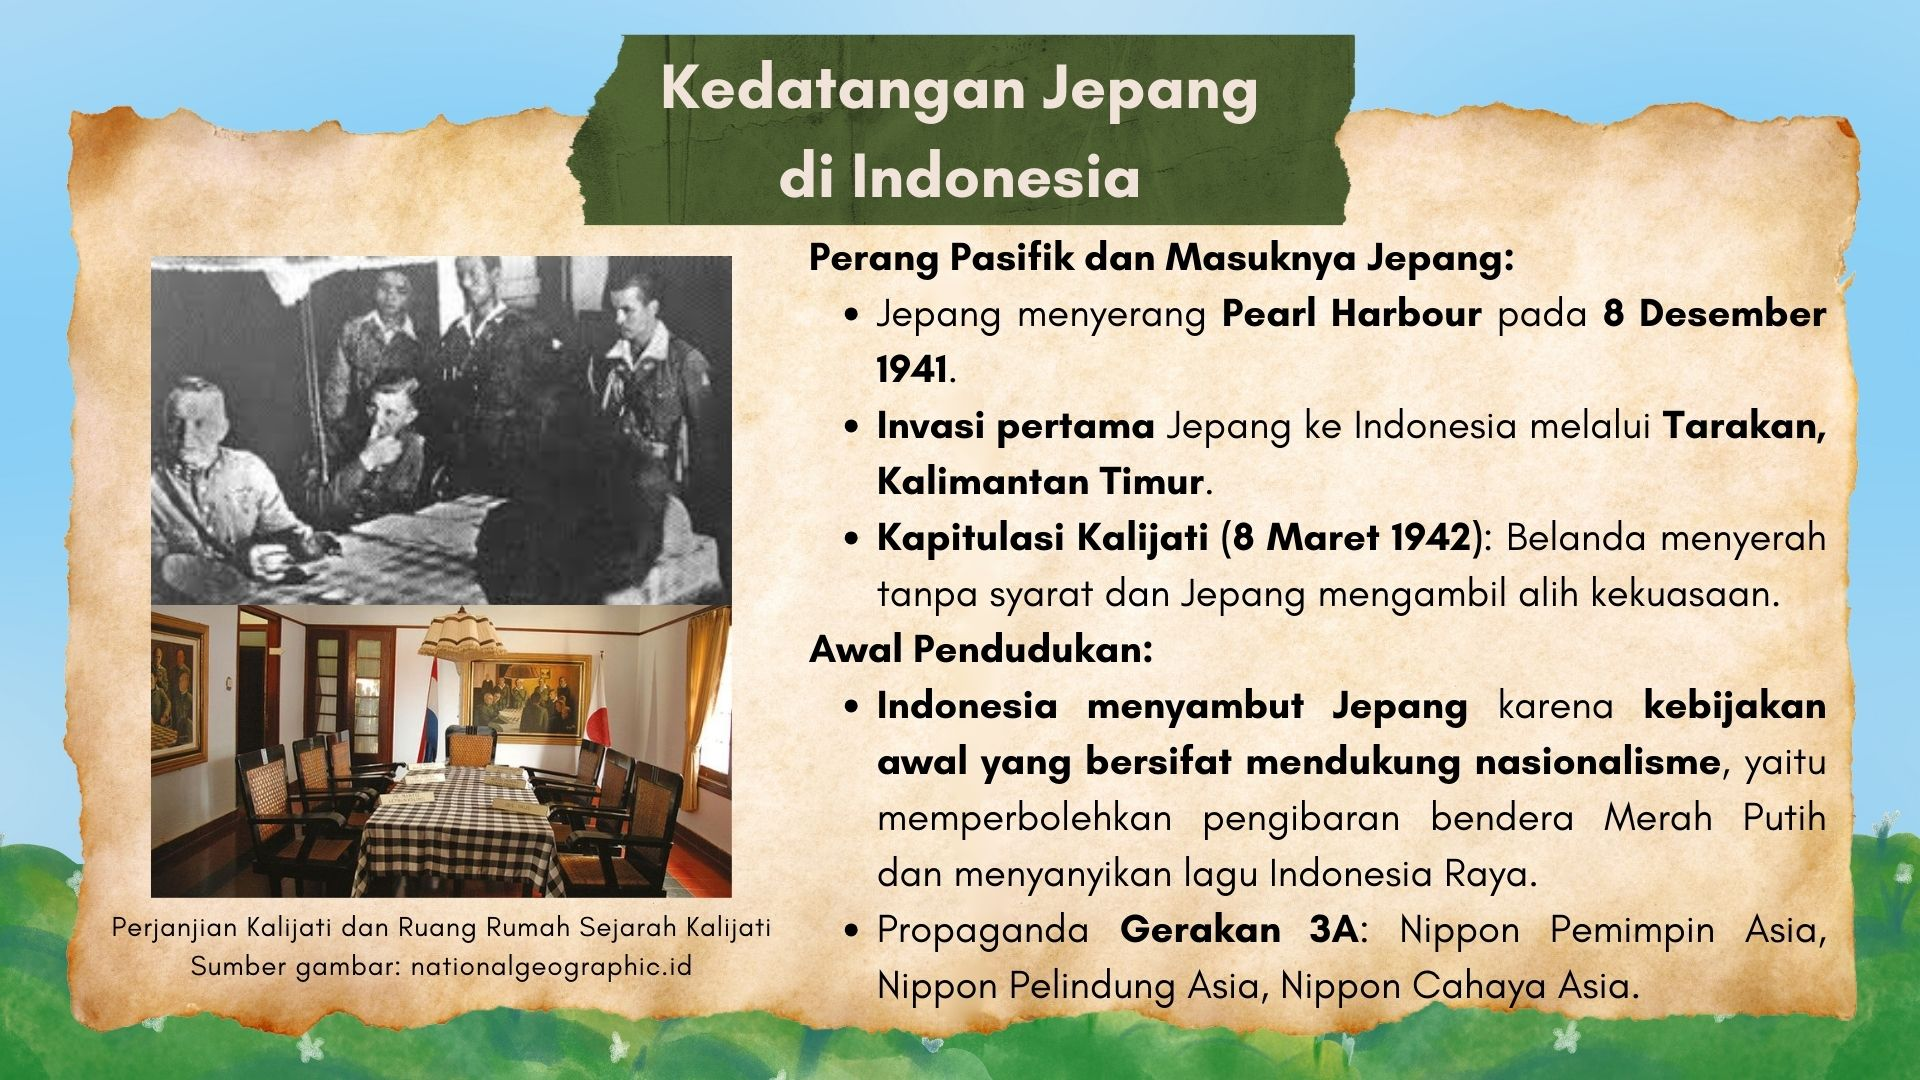 Kedatangan Jepang
di Indonesia
Perang Pasifik dan Masuknya Jepang:
• Jepang menyerang Pearl Harbour pada 8 Desember
1941.
• Invasi pertama Jepang ke Indonesia melalui Tarakan,
Kalimantan Timur.
• Kapitulasi Kalijati (8 Maret 1942): Belanda menyerah
tanpa syarat dan Jepang mengambil alih kekuasaan.
Awal Pendudukan:
• Indonesia menyambut Jepang karena kebijakan
awal yang bersifat mendukung nasionalisme, yaitu
memperbolehkan pengibaran bendera Merah Putih
dan menyanyikan lagu Indonesia Raya.
• Propaganda Gerakan 3A: Nippon Pemimpin Asia,
Nippon Pelindung Asia, Nippon Cahaya Asia.
Perjanjian Kalijati dan Ruang Rumah Sejarah Kalijati
Sumber gambar: nationalgeographic.id